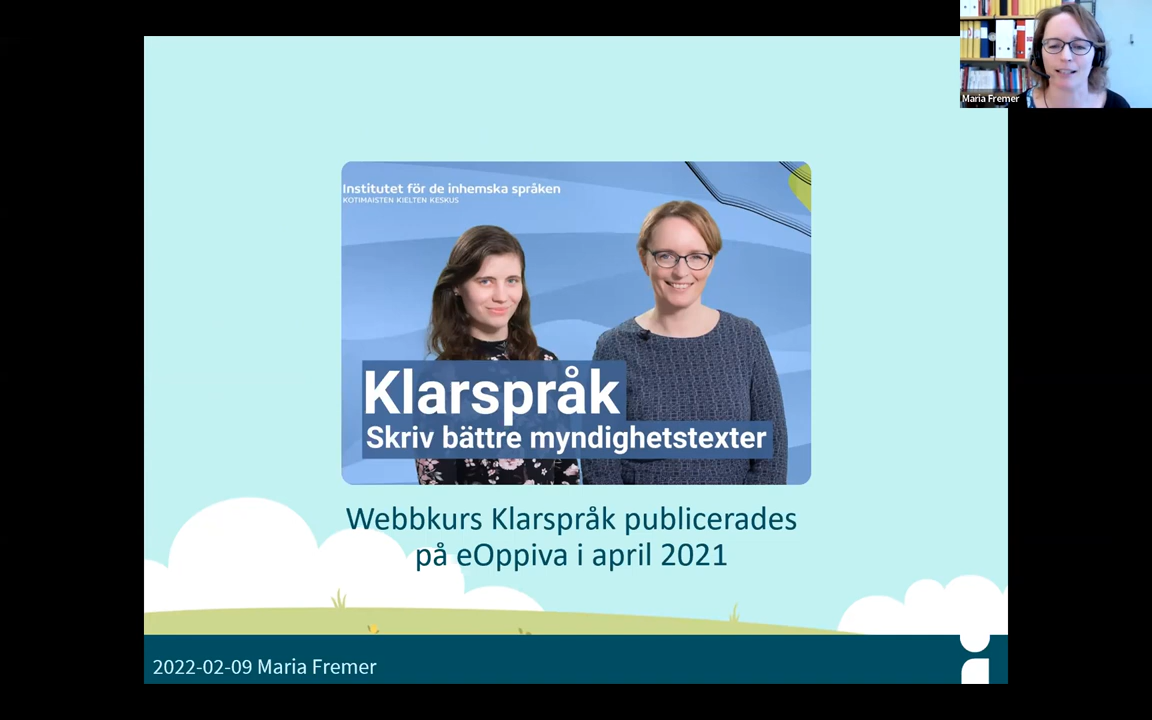 Maria Fremer
Institutet för de inhemska språken
KOTIMAISTEN KIELTEN KESKUS
Klarspråk
Skriv bättre myndighetstexter
Webbkurs Klarspråk publicerades
på eOppiva i april 2021
2022-02-09 Maria Fremer